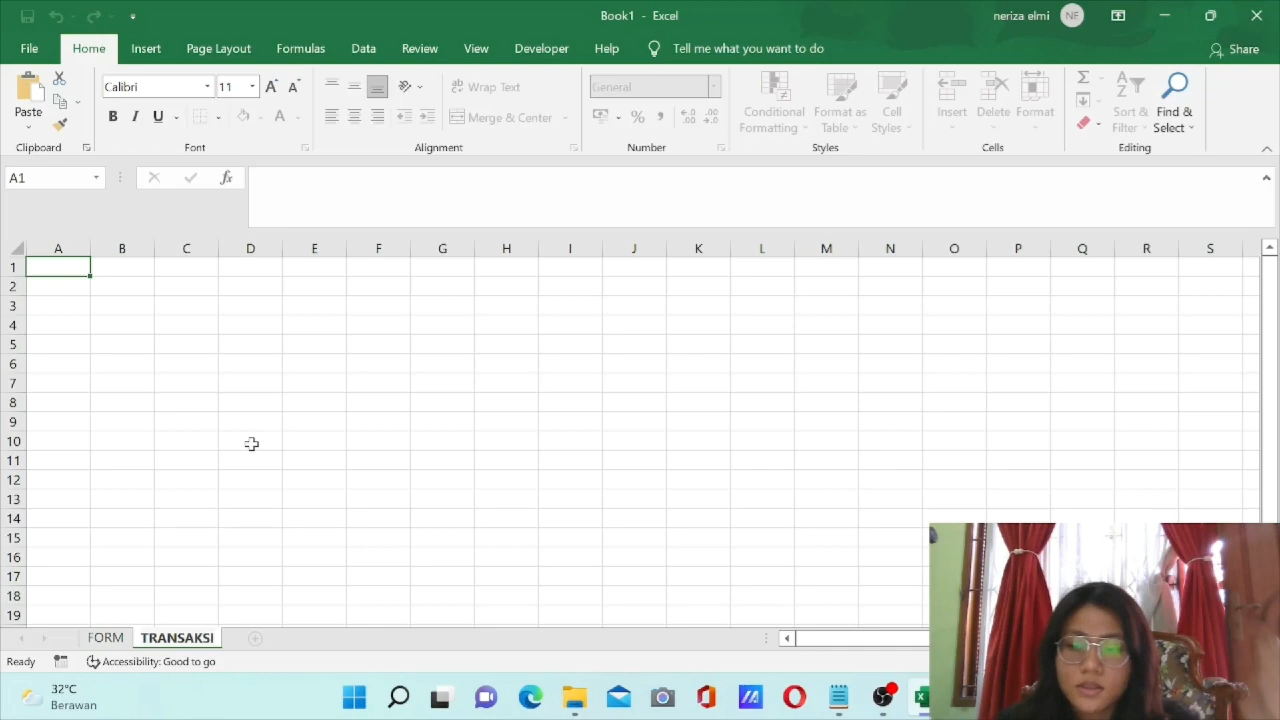 Book1 - Excel
neriza elmi NE
File Home Insert Page Layout Formulas Data Review View Developer Help Tell me what you want to do Share
Paste
Clipboard
Calibri 11
B I U A
Font
Wrap Text
Merge & Center
Alignment
General
%
Number
Conditional Formatting
Format as Table
Cell Styles
Styles
Insert Delete Format
Cells
Sort & Filter
Find & Select
Editing
A1 fx
A B C D E F G H I J K L M N O P Q R S
1
2
3
4
5
6
7
8
9
10
11
12
13
14
15
16
17
18
19
FORM TRANSAKSI
Ready Accessibility: Good to go
32°C
Berawan